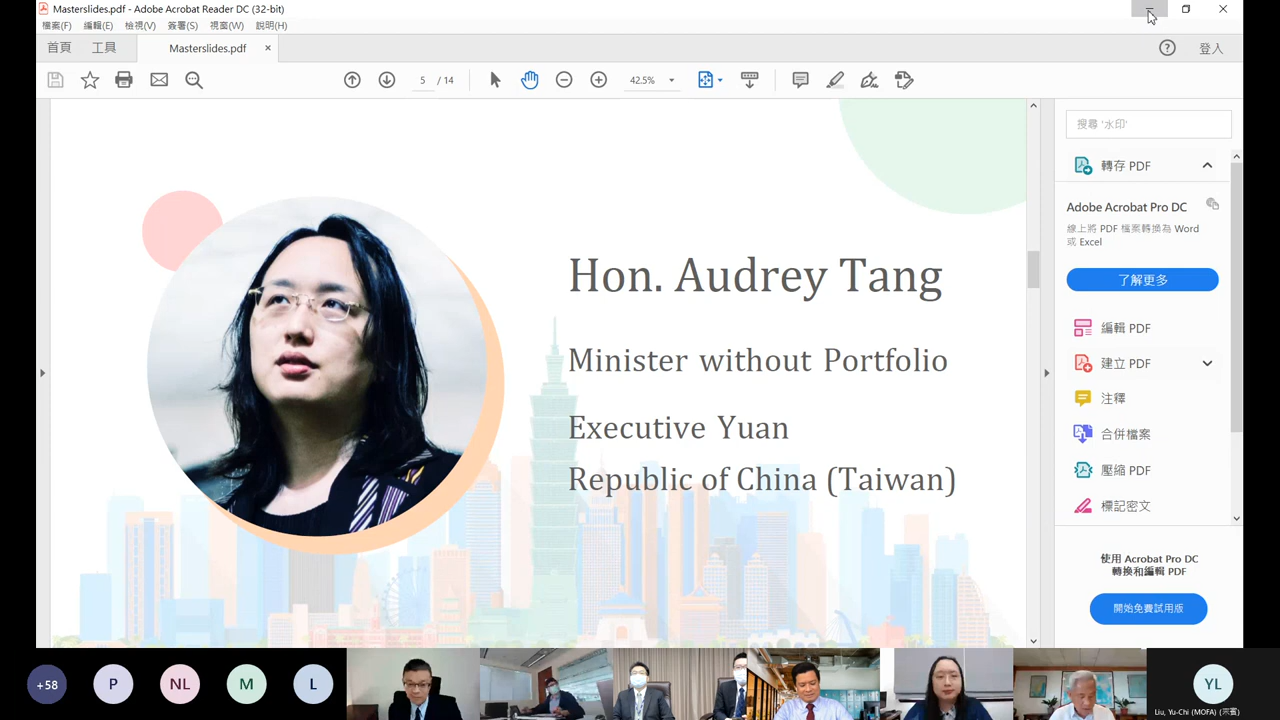 Masterslides.pdf - Adobe Acrobat Reader DC (32-bit)
檔案(F) 編輯(E) 檢視(V) 簽署(S) 視窗(W) 說明(H)
首頁 工具 Masterslides.pdf × 登入
5 / 14 42.5%
搜尋 '水印'
轉存 PDF
Adobe Acrobat Pro DC
線上將 PDF 檔案轉換為 Word
或 Excel
了解更多
編輯 PDF
建立 PDF
注釋
合併檔案
壓縮 PDF
標記密文
使用 Acrobat Pro DC
轉換和編輯 PDF
開始免費試用版
Hon. Audrey Tang
Minister without Portfolio
Executive Yuan
Republic of China (Taiwan)
+58 P NL M L YL
Liu, Yu-Chi (MOFA) (來賓)